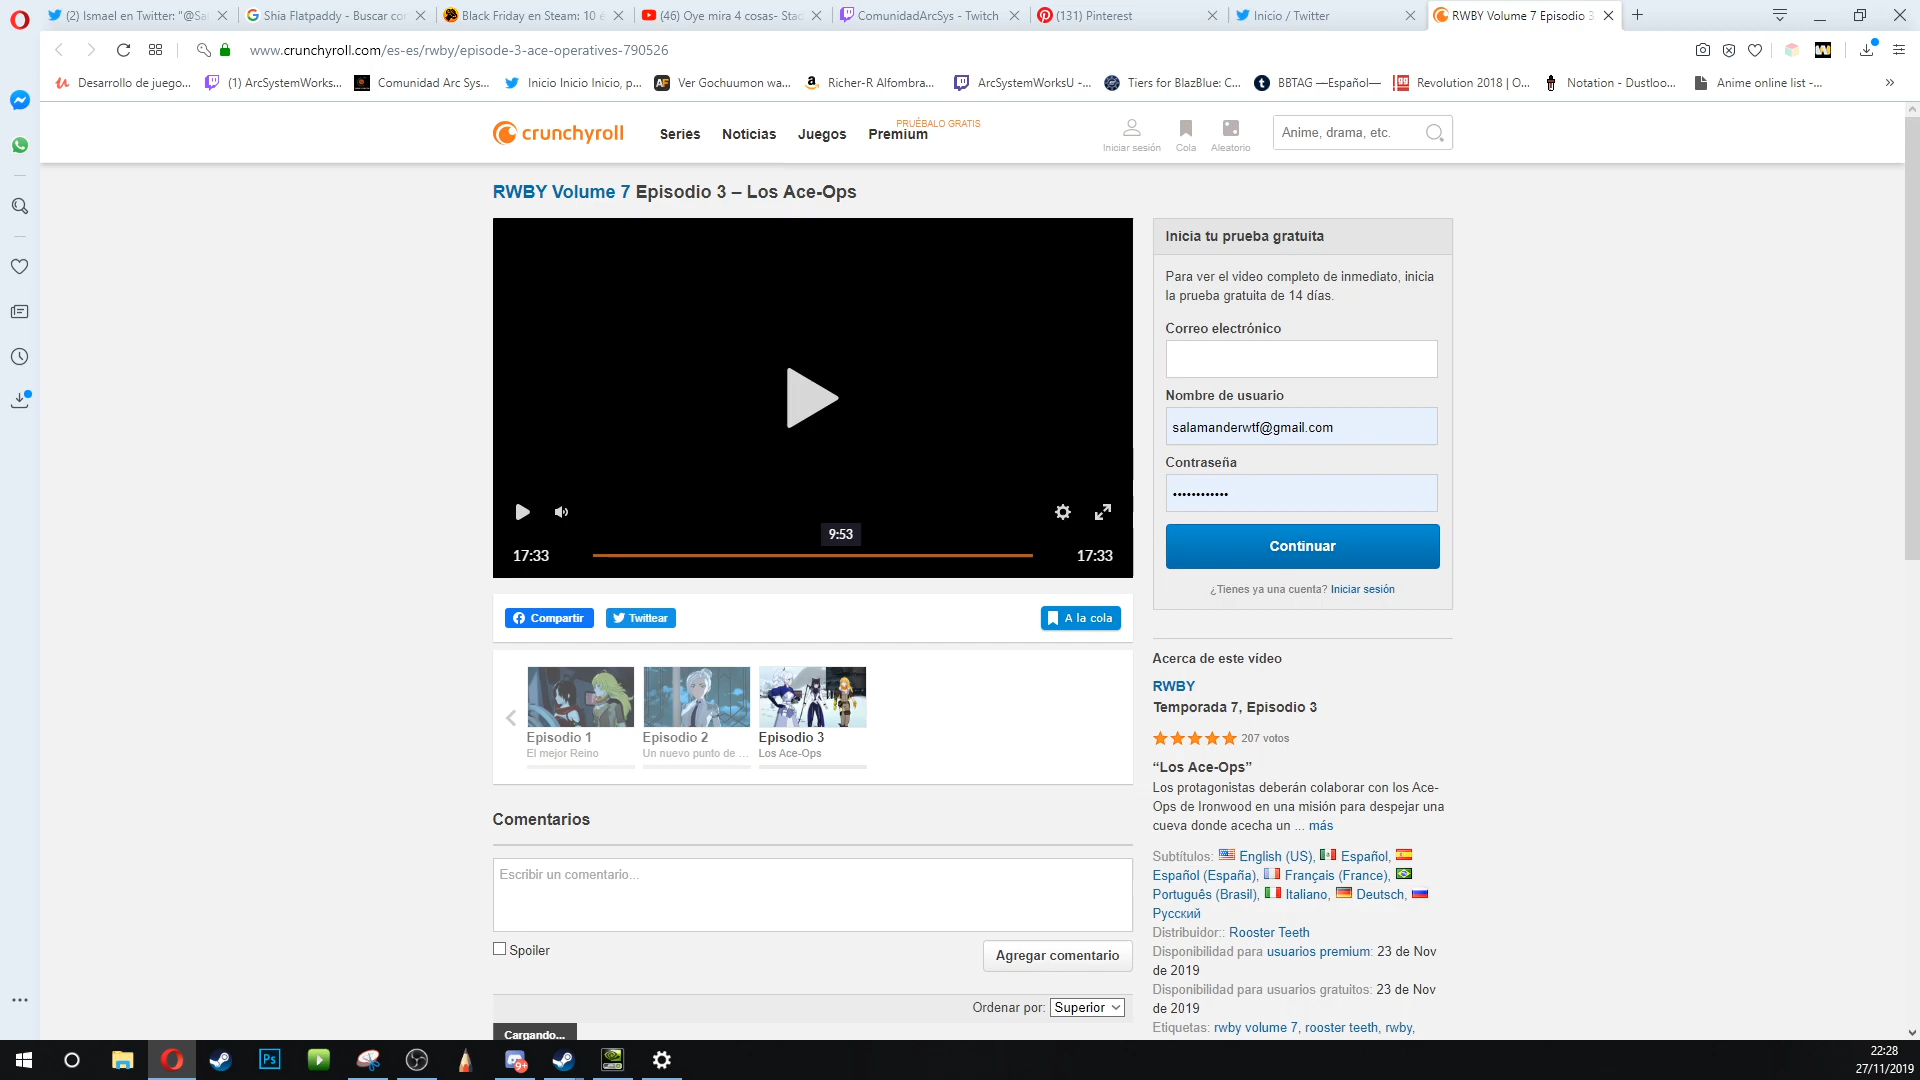 (2) Ismael en Twitter: "@Sa
Shia Flatpaddy - Buscar co
Black Friday en Steam: 10 
(46) Oye mira 4 cosas- Sta
ComunidadArcSys - Twitch
(131) Pinterest
Inicio / Twitter
RWBY Volume 7 Episodio 3
www.crunchyroll.com/es-es/rwby/episode-3-ace-operatives-790526
Desarrollo de juego...
(1) ArcSystemWorks...
Comunidad Arc Sys...
Inicio Inicio Inicio, p...
AF Ver Gochuumon wa...
Richer-R Alfombra...
ArcSystemWorksU -...
Tiers for BlazBlue: C...
BBTAG —Español—
Revolution 2018 | O...
Notation - Dustloo...
Anime online list -...
»
crunchyroll
Series
Noticias
Juegos
PRUÉBALO GRATIS
Premium
Iniciar sesión
Cola
Aleatorio
Anime, drama, etc.
RWBY Volume 7 Episodio 3 – Los Ace-Ops
9:53
17:33
17:33
Compartir
Twittear
A la cola
Episodio 1
El mejor Reino
Episodio 2
Un nuevo punto de ...
Episodio 3
Los Ace-Ops
Comentarios
Escribir un comentario...
Spoiler
Agregar comentario
Ordenar por: Superior
Cargando...
Inicia tu prueba gratuita
Para ver el video completo de inmediato, inicia
la prueba gratuita de 14 días.
Correo electrónico
Nombre de usuario
salamanderwtf@gmail.com
Contraseña
••••••••••••
Continuar
¿Tienes ya una cuenta? Iniciar sesión
Acerca de este vídeo
RWBY
Temporada 7, Episodio 3
207 votos
“Los Ace-Ops”
Los protagonistas deberán colaborar con los Ace-
Ops de Ironwood en una misión para despejar una
cueva donde acecha un ... más
Subtítulos: English (US), Español,
Español (España), Français (France),
Português (Brasil), Italiano, Deutsch,
Русский
Distribuidor:: Rooster Teeth
Disponibilidad para usuarios premium: 23 de Nov
de 2019
Disponibilidad para usuarios gratuitos: 23 de Nov
de 2019
Etiquetas: rwby volume 7, rooster teeth, rwby,
Ps
9+
22:28
27/11/2019